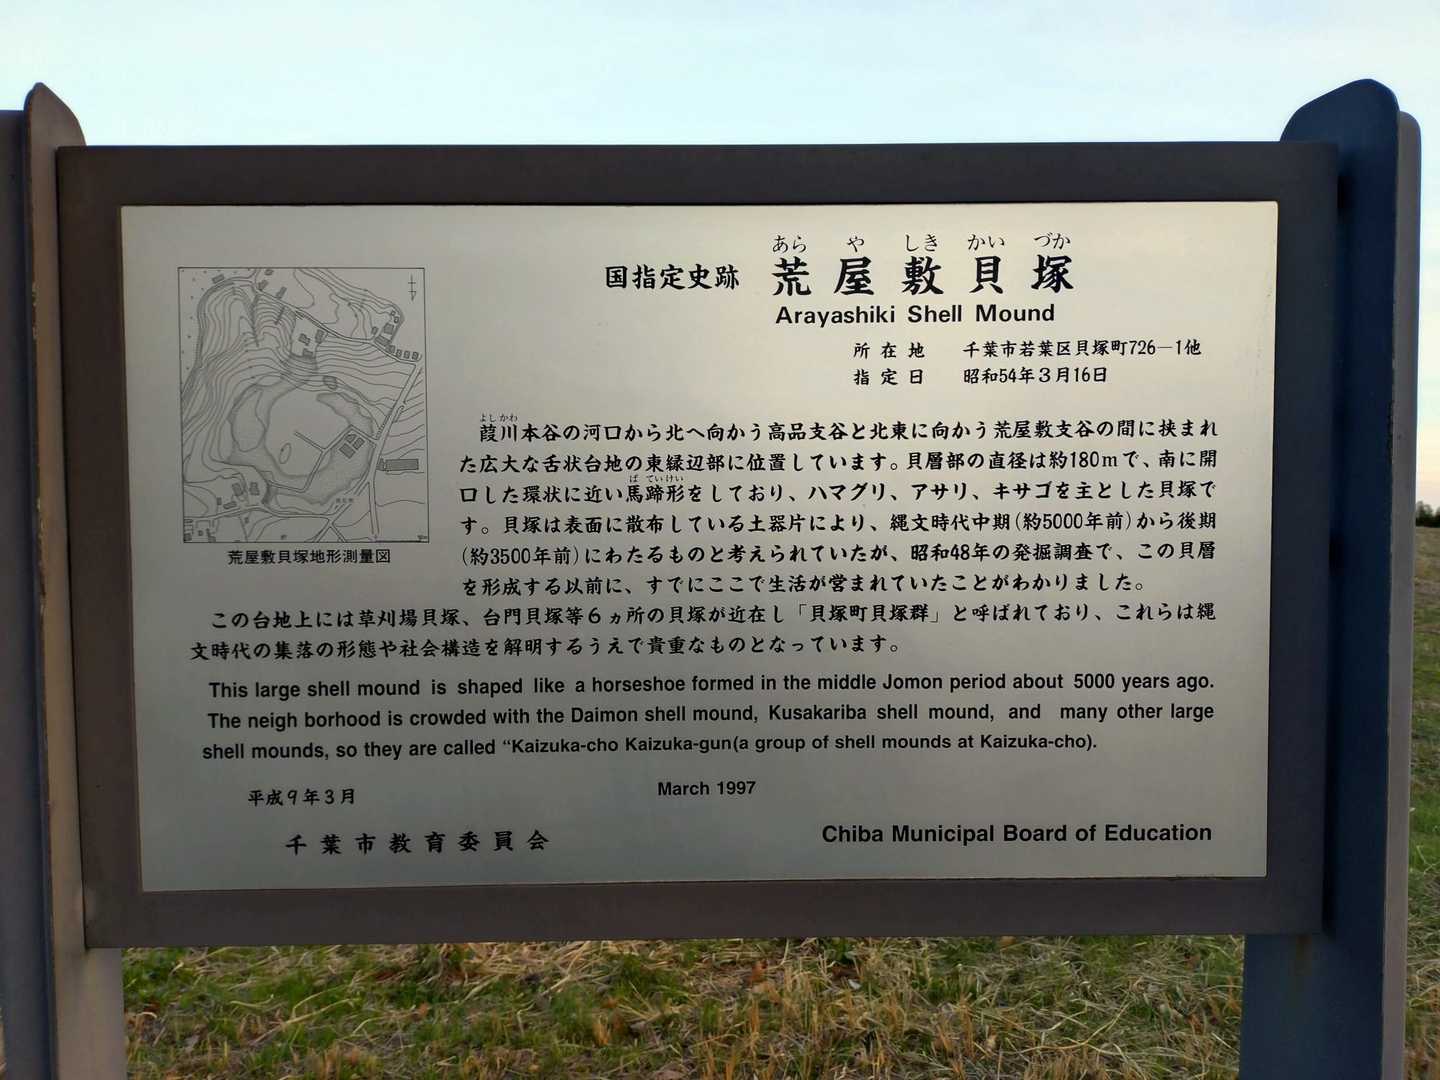 あら や しき かい づか
国指定史跡 荒屋敷貝塚
Arayashiki Shell Mound
所在地 千葉市若葉区貝塚町726―1他
指定日 昭和54年3月16日
よしかわ
葭川本谷の河口から北へ向かう高品支谷と北東に向かう荒屋敷支谷の間に挟まれ
た広大な舌状台地の東縁辺部に位置しています。貝層部の直径は約180mで、南に開
ば ていけい
口した環状に近い馬蹄形をしており、ハマグリ、アサリ、キサゴを主とした貝塚で
す。貝塚は表面に散布している土器片により、縄文時代中期(約5000年前)から後期
(約3500年前)にわたるものと考えられていたが、昭和48年の発掘調査で、この貝層
を形成する以前に、すでにここで生活が営まれていたことがわかりました。
荒屋敷貝塚地形測量図
この台地上には草刈場貝塚、台門貝塚等6ヵ所の貝塚が近在し「貝塚町貝塚群」と呼ばれており、これらは縄
文時代の集落の形態や社会構造を解明するうえで貴重なものとなっています。
This large shell mound is shaped like a horseshoe formed in the middle Jomon period about 5000 years ago.
The neigh borhood is crowded with the Daimon shell mound, Kusakariba shell mound, and many other large
shell mounds, so they are called “Kaizuka-cho Kaizuka-gun(a group of shell mounds at Kaizuka-cho).
平成9年3月 March 1997
千葉市教育委員会 Chiba Municipal Board of Education